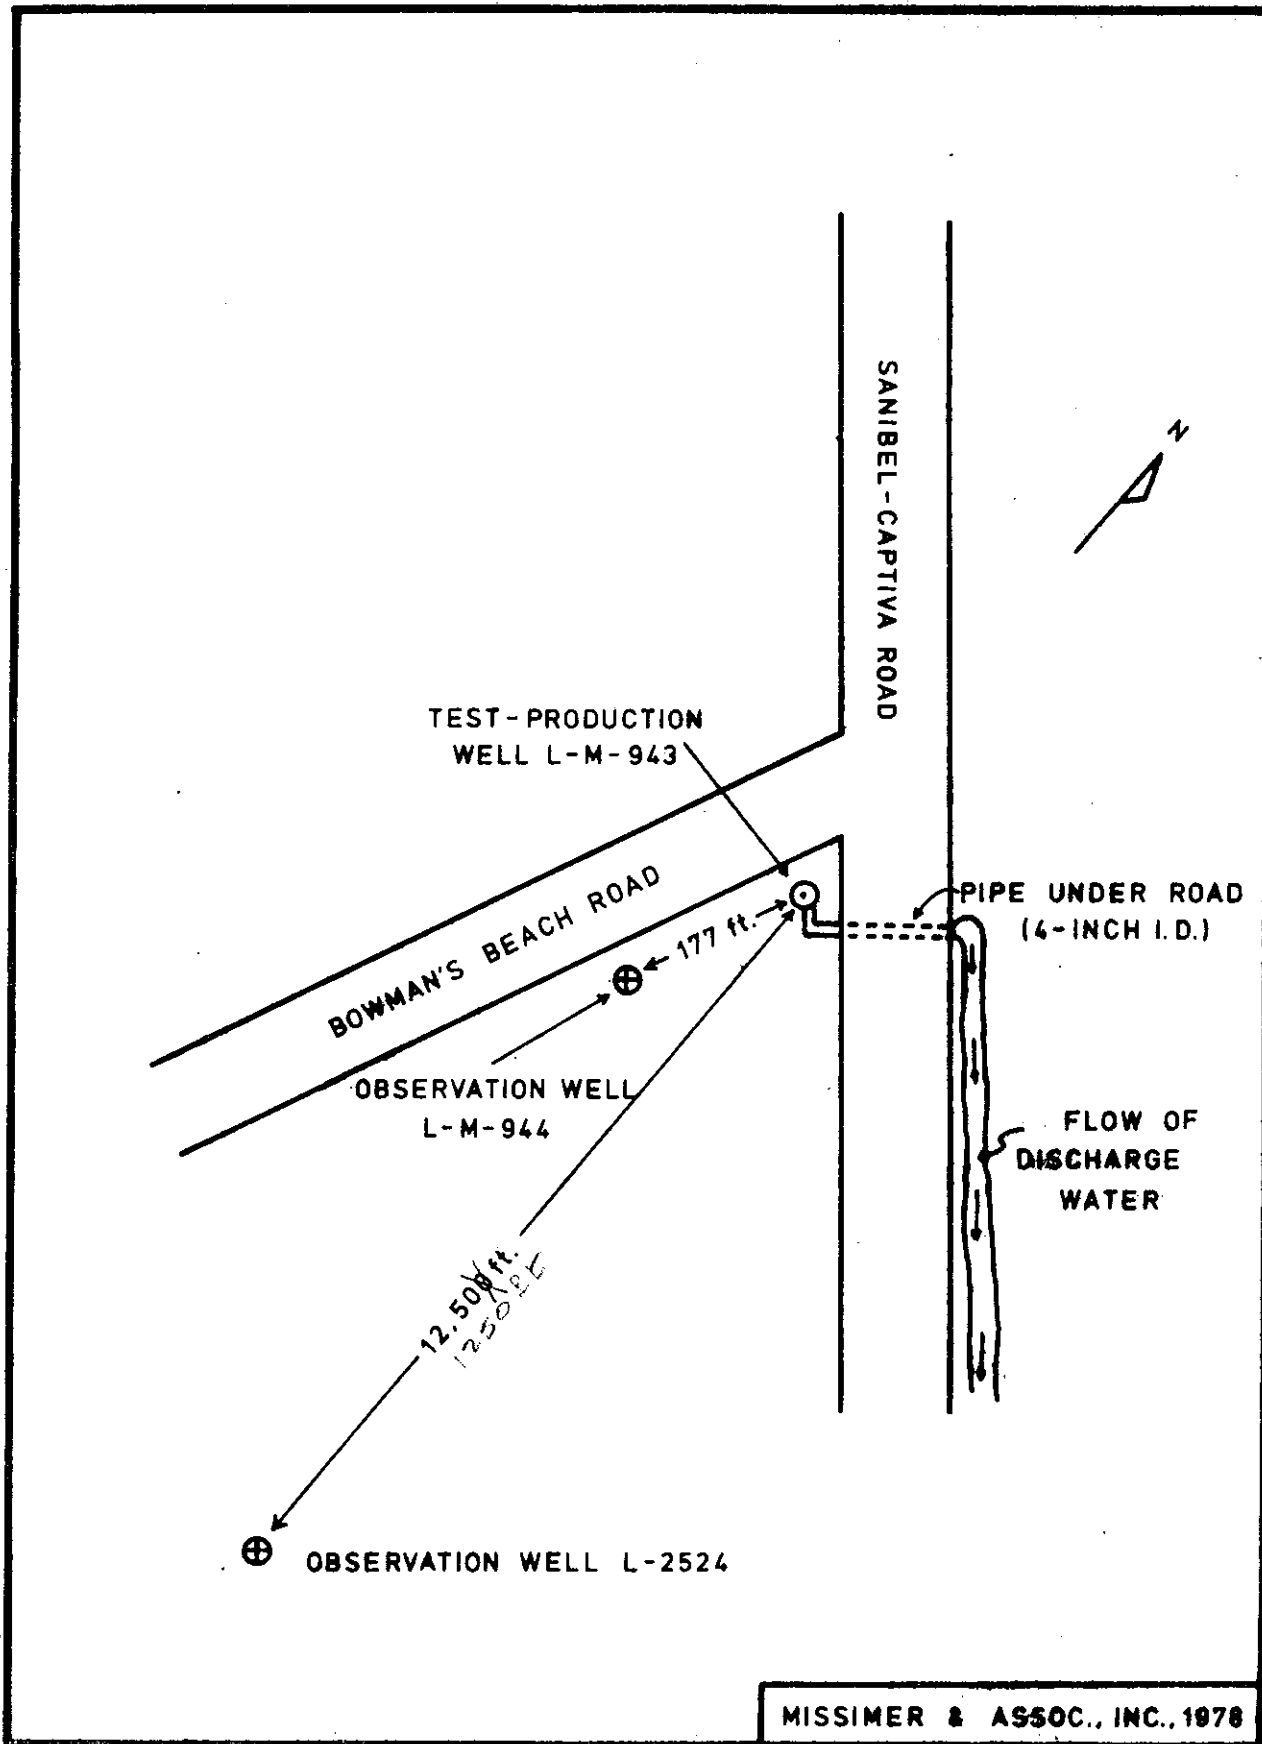 SANIBEL-CAPTIVA ROAD
N
TEST-PRODUCTION
WELL L-M-943
PIPE UNDER ROAD
(4-INCH I.D.)
BOWMAN'S BEACH ROAD
177 ft.
OBSERVATION WELL
L-M-944
FLOW OF
DISCHARGE
WATER
12,500 ft.
1250
OBSERVATION WELL L-2524
MISSIMER & ASSOC., INC., 1978